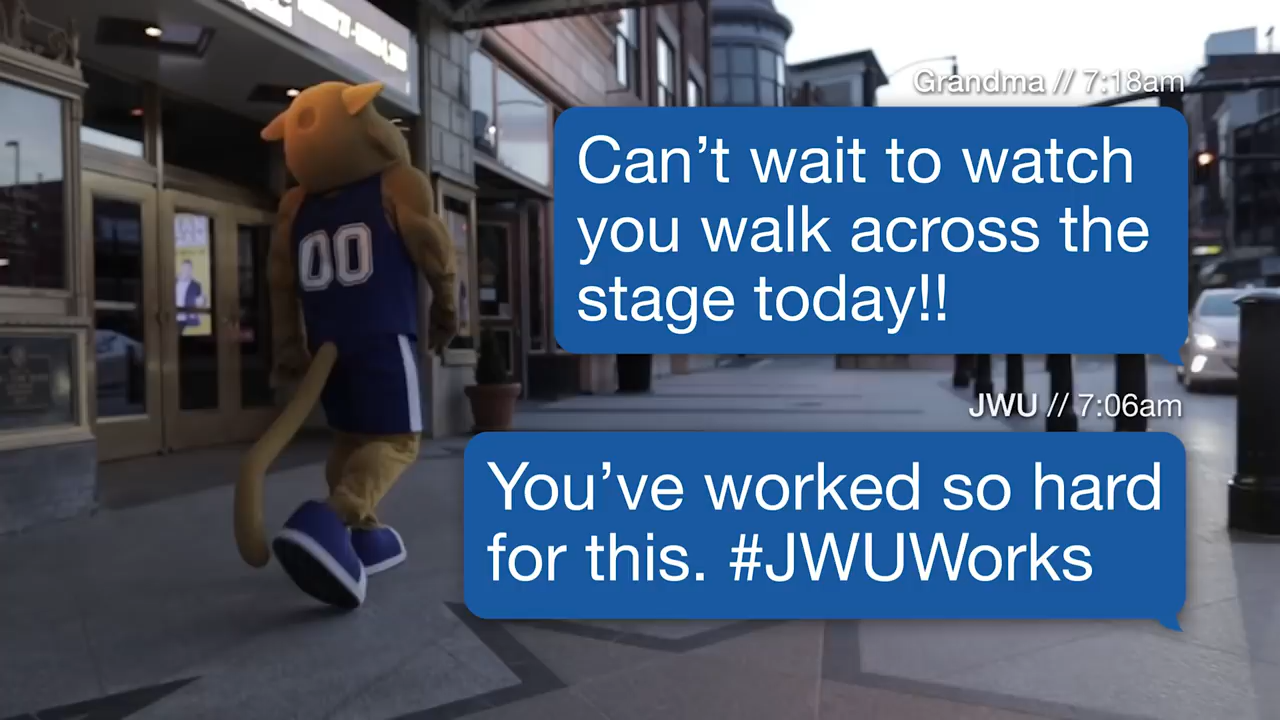 Grandma // 7:18am
Can't wait to watch
you walk across the
stage today!!
JWU // 7:06am
You've worked so hard
for this. #JWUWorks
00